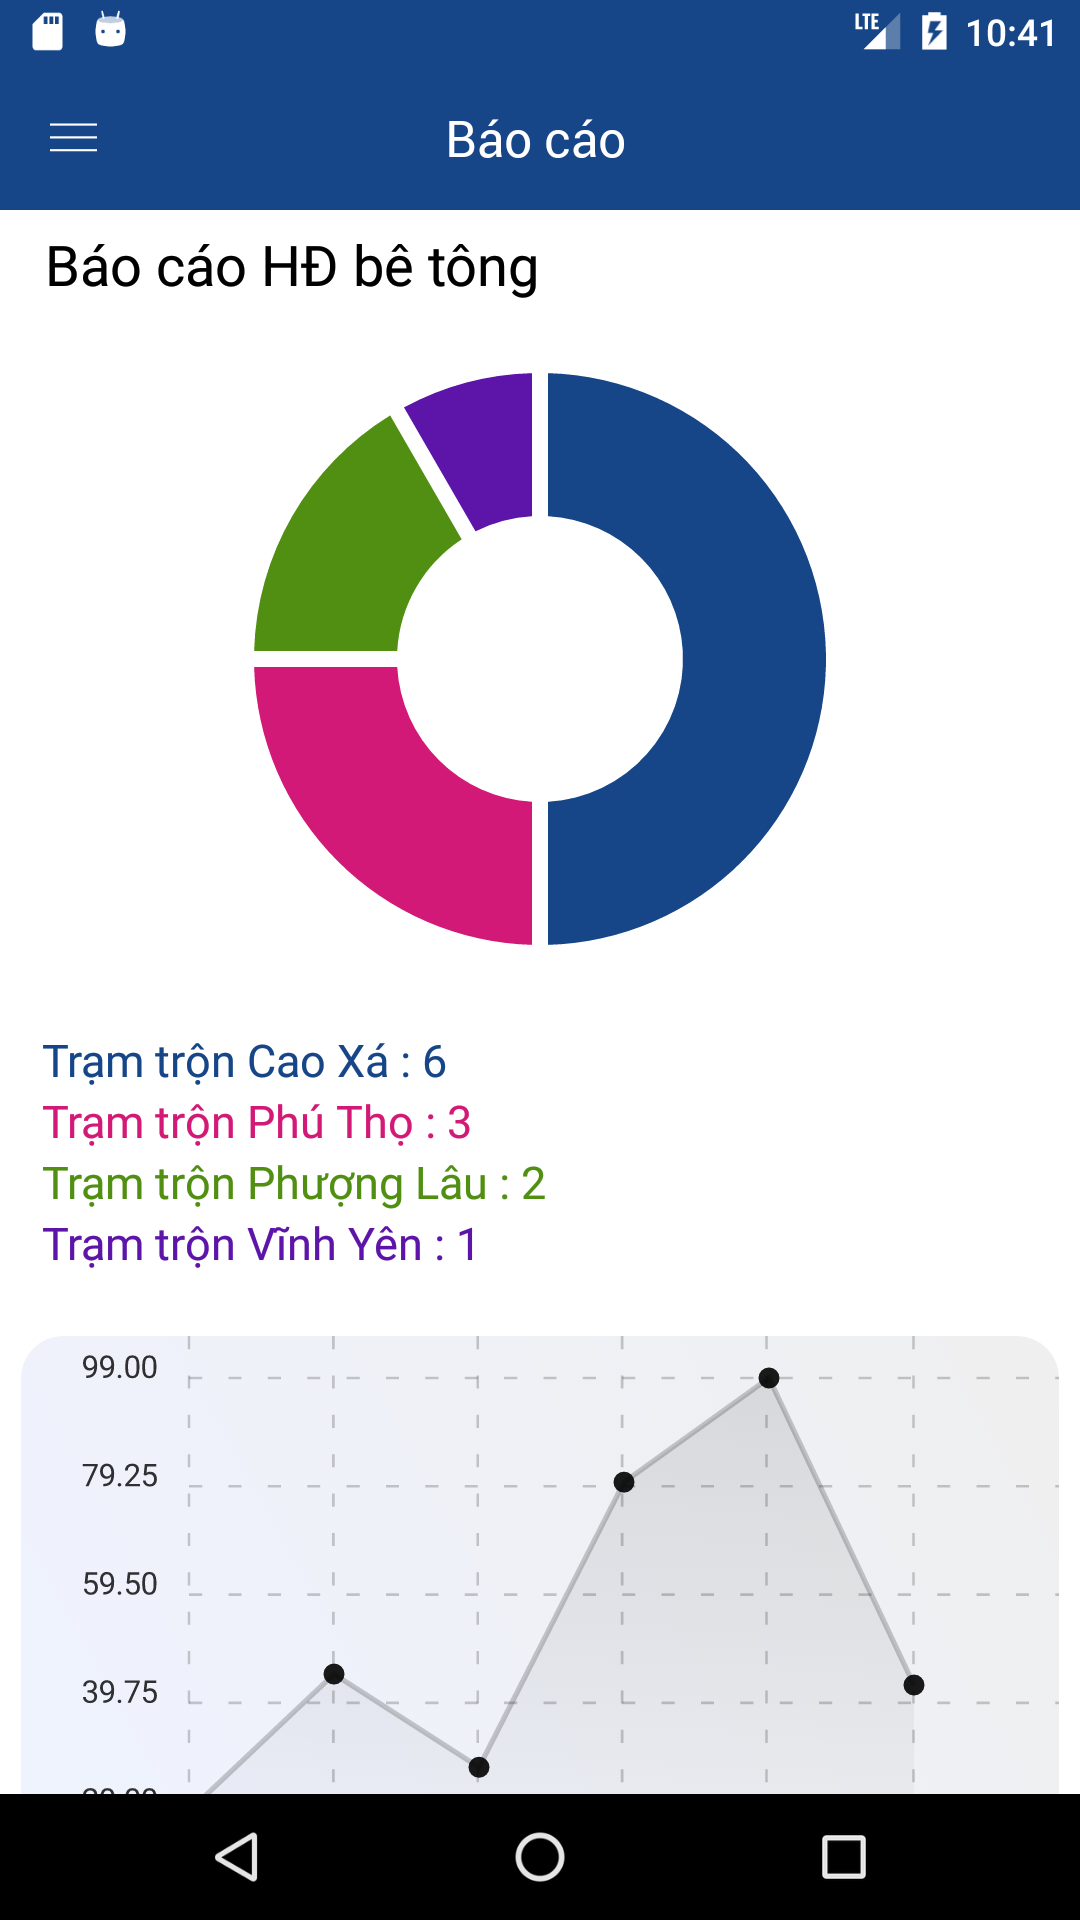 LTE 10:41
Báo cáo
Báo cáo HĐ bê tông
Trạm trộn Cao Xá : 6
Trạm trộn Phú Thọ : 3
Trạm trộn Phượng Lâu : 2
Trạm trộn Vĩnh Yên : 1
99.00
79.25
59.50
39.75